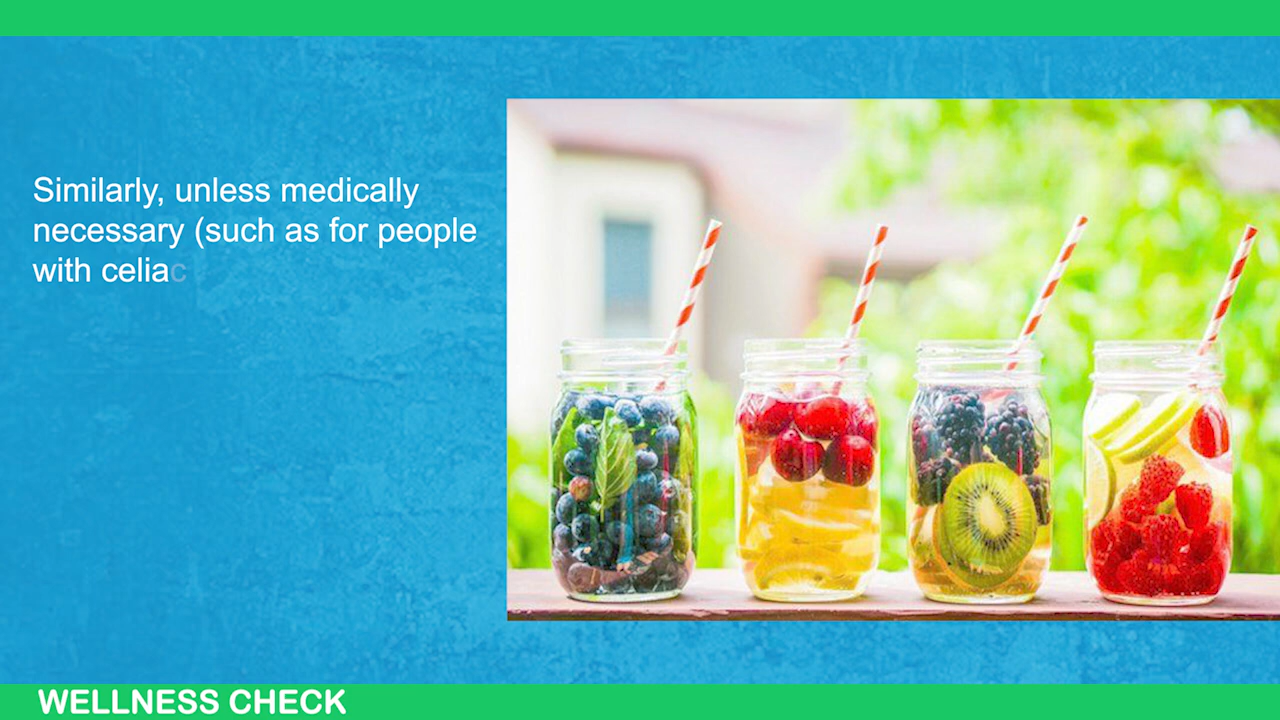 Similarly, unless medically
necessary (such as for people
with celiac
WELLNESS CHECK